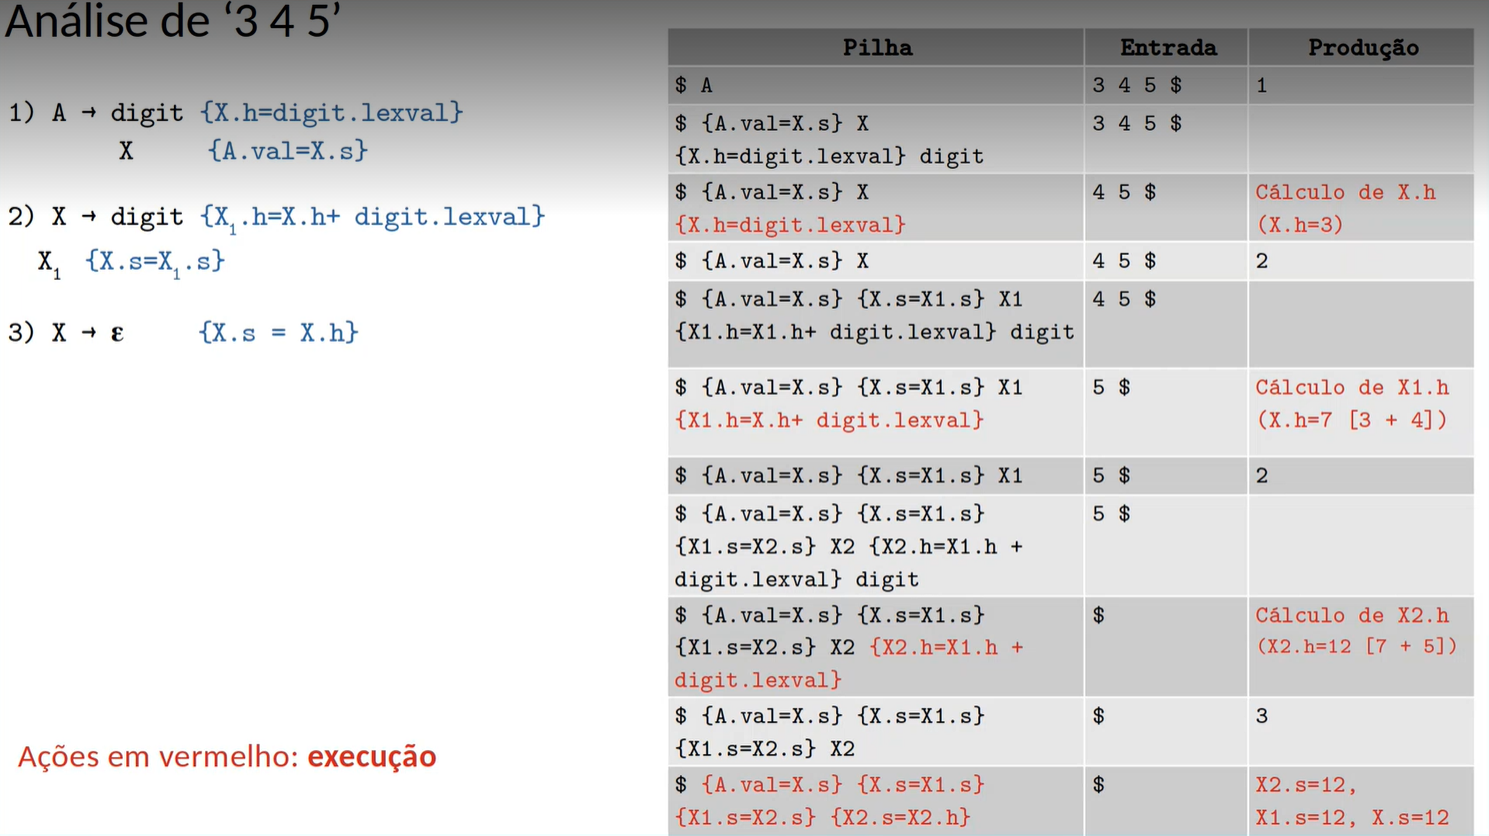 Análise de ‘3 4 5’
1) A → digit {X.h=digit.lexval}
X {A.val=X.s}
2) X → digit {X₁.h=X.h+ digit.lexval}
X₁ {X.s=X₁.s}
3) X → ε {X.s = X.h}
Ações em vermelho: execução
Pilha Entrada Produção
$ A 3 4 5 $ 1
$ {A.val=X.s} X 3 4 5 $
{X.h=digit.lexval} digit
$ {A.val=X.s} X 4 5 $ Cálculo de X.h
{X.h=digit.lexval} (X.h=3)
$ {A.val=X.s} X 4 5 $ 2
$ {A.val=X.s} {X.s=X1.s} X1 4 5 $
{X1.h=X1.h+ digit.lexval} digit
$ {A.val=X.s} {X.s=X1.s} X1 5 $ Cálculo de X1.h
{X1.h=X.h+ digit.lexval} (X.h=7 [3 + 4])
$ {A.val=X.s} {X.s=X1.s} X1 5 $ 2
$ {A.val=X.s} {X.s=X1.s} 5 $
{X1.s=X2.s} X2 {X2.h=X1.h +
digit.lexval} digit
$ {A.val=X.s} {X.s=X1.s} $ Cálculo de X2.h
{X1.s=X2.s} X2 {X2.h=X1.h + (X2.h=12 [7 + 5])
digit.lexval}
$ {A.val=X.s} {X.s=X1.s} $ 3
{X1.s=X2.s} X2
$ {A.val=X.s} {X.s=X1.s} $ X2.s=12,
{X1.s=X2.s} {X2.s=X2.h} X1.s=12, X.s=12